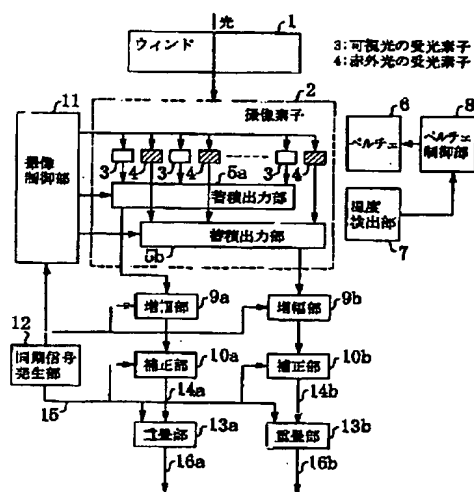 光
1
ウィンド
3:可視光の受光素子
4:赤外光の受光素子
2
11
撮像素子
6
8
撮像制御部
ペルチェ
ペルチェ制御部
3
4
3
4
3
4
5a
蓄積出力部
温度検出部
7
蓄積出力部
5b
増幅部
9a
増幅部
9b
12
同期信号発生部
補正部
10a
補正部
10b
14a
14b
15
重畳部
13a
重畳部
13b
16a
16b